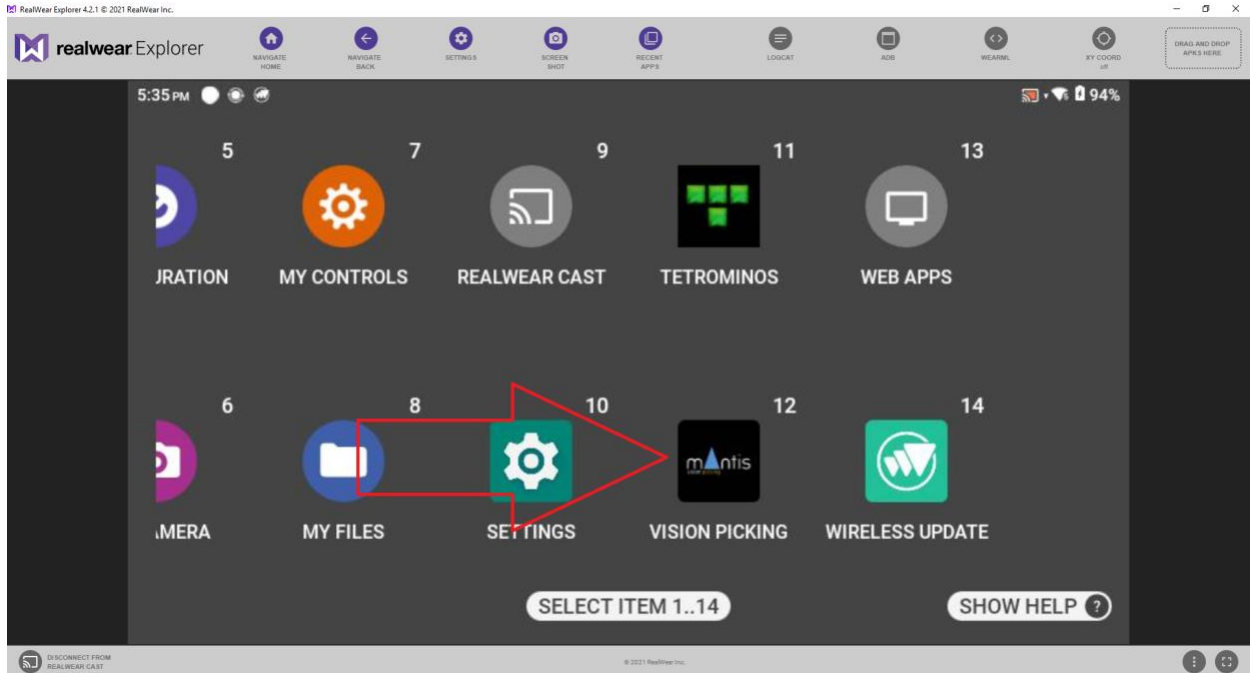 RealWear Explorer 4.2.1 © 2021 RealWear Inc.
realwear Explorer
NAVIGATE HOME
NAVIGATE BACK
SETTINGS
SCREEN SHOT
RECENT APPS
LOGCAT
ADB
WEARML
XY COORD off
DRAG AND DROP APKS HERE
5:35 PM 94%
5 7 9 11 13
JRATION MY CONTROLS REALWEAR CAST TETROMINOS WEB APPS
6 8 10 12 14
mAntis
AMERA MY FILES SETTINGS VISION PICKING WIRELESS UPDATE
SELECT ITEM 1..14 SHOW HELP ?
DISCONNECT FROM REALWEAR CAST
© 2021 RealWear Inc.